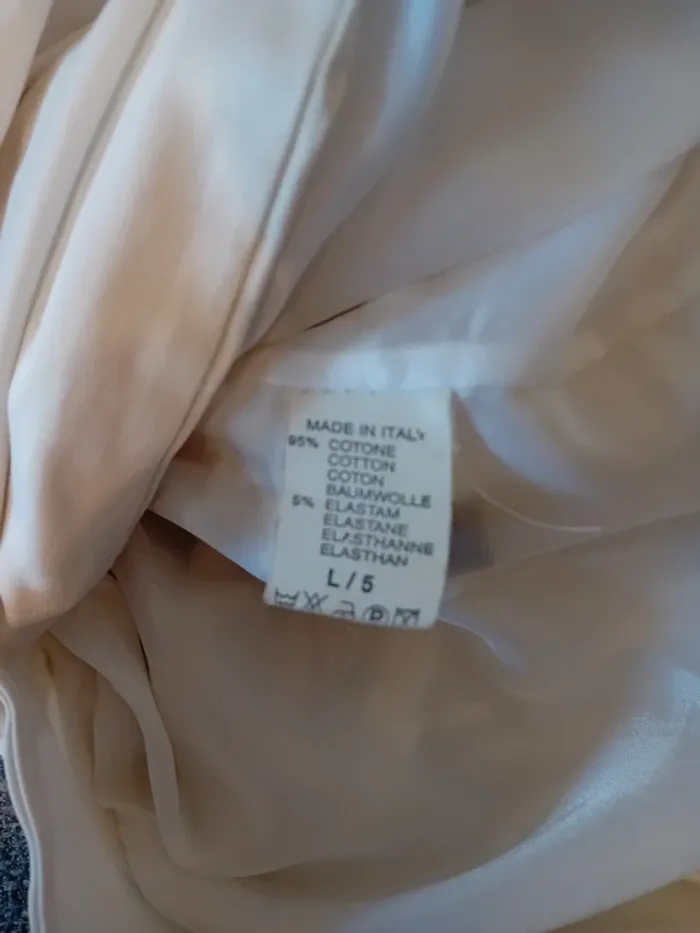 MADE IN ITALY
95% COTONE
COTTON
COTON
BAUMWOLLE
5% ELASTAM
ELASTANE
ELASTHANNE
ELASTHAN
L / 5
P